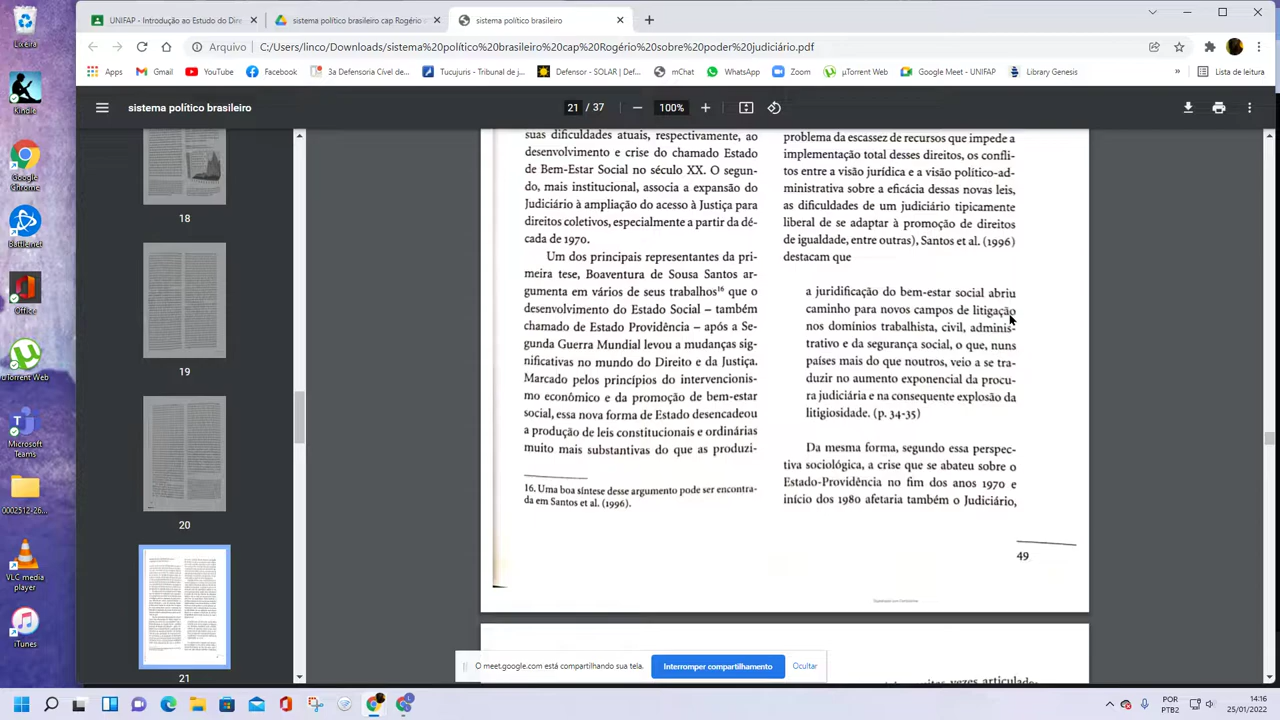 UNIFAP - Introdução ao Estudo do Dire
sistema político brasileiro cap Rogério s
sistema político brasileiro
Arquivo
C:/Users/linco/Downloads/sistema%20político%20brasileiro%20cap%20Rogério%20sobre%20poder%20Judiciário.pdf
Apps
Gmail
YouTube
Facebook
3a Defensoria Cível de...
Tucujuris - Tribunal de j...
Defensor - SOLAR | Def...
mChat
WhatsApp
Zoom
µTorrent Web
Google Meet - UNIFAP
Library Genesis
»
Lista de leitura
sistema político brasileiro
21 / 37
100%
Lixeira
Kindle
Google
Chrome
Battle.net
Office
uTorrent Web
Microsoft
Teams
0002512-26...
VLC media
player
iTunes
18
19
20
21
suas dificuldades atuais, respectivamente, ao
desenvolvimento e crise do chamado Estado
de Bem-Estar Social no século XX. O segun-
do, mais institucional, associa a expansão do
Judiciário à ampliação do acesso à Justiça para
direitos coletivos, especialmente a partir da dé-
cada de 1970.
Um dos principais representantes da pri-
meira tese, Boaventura de Sousa Santos ar-
gumenta em vários de seus trabalhos16 que o
desenvolvimento do Estado Social – também
chamado de Estado Providência – após a Se-
gunda Guerra Mundial levou a mudanças sig-
nificativas no mundo do Direito e da Justiça.
Marcado pelos princípios do intervencionis-
mo econômico e da promoção de bem-estar
social, essa nova forma de Estado desencadeou
a produção de leis constitucionais e ordinárias
muito mais substantivas do que as produzi-
16. Uma boa síntese desse argumento pode ser encontra-
da em Santos et al. (1996).
problema da escassez de recursos que impede a
implementação total desses direitos, os confli-
tos entre a visão jurídica e a visão político-ad-
ministrativa sobre a eficácia dessas novas leis,
as dificuldades de um judiciário tipicamente
liberal de se adaptar à promoção de direitos
de igualdade, entre outras), Santos et al. (1996)
destacam que
a juridificação do bem-estar social abriu
caminho para novos campos de litigação
nos domínios trabalhista, civil, adminis-
trativo e da segurança social, o que, nuns
países mais do que noutros, veio a se tra-
duzir no aumento exponencial da procu-
ra judiciária e na consequente explosão da
litigiosidade. (p. 34-35)
Da mesma forma, segundo essa perspec-
tiva sociológica, a crise que se abateu sobre o
Estado-Providência no fim dos anos 1970 e
início dos 1980 afetaria também o Judiciário,
49
vezes articulado
O meet.google.com está compartilhando sua tela.
Interromper compartilhamento
Ocultar
POR
PTB2
14:16
25/01/2022